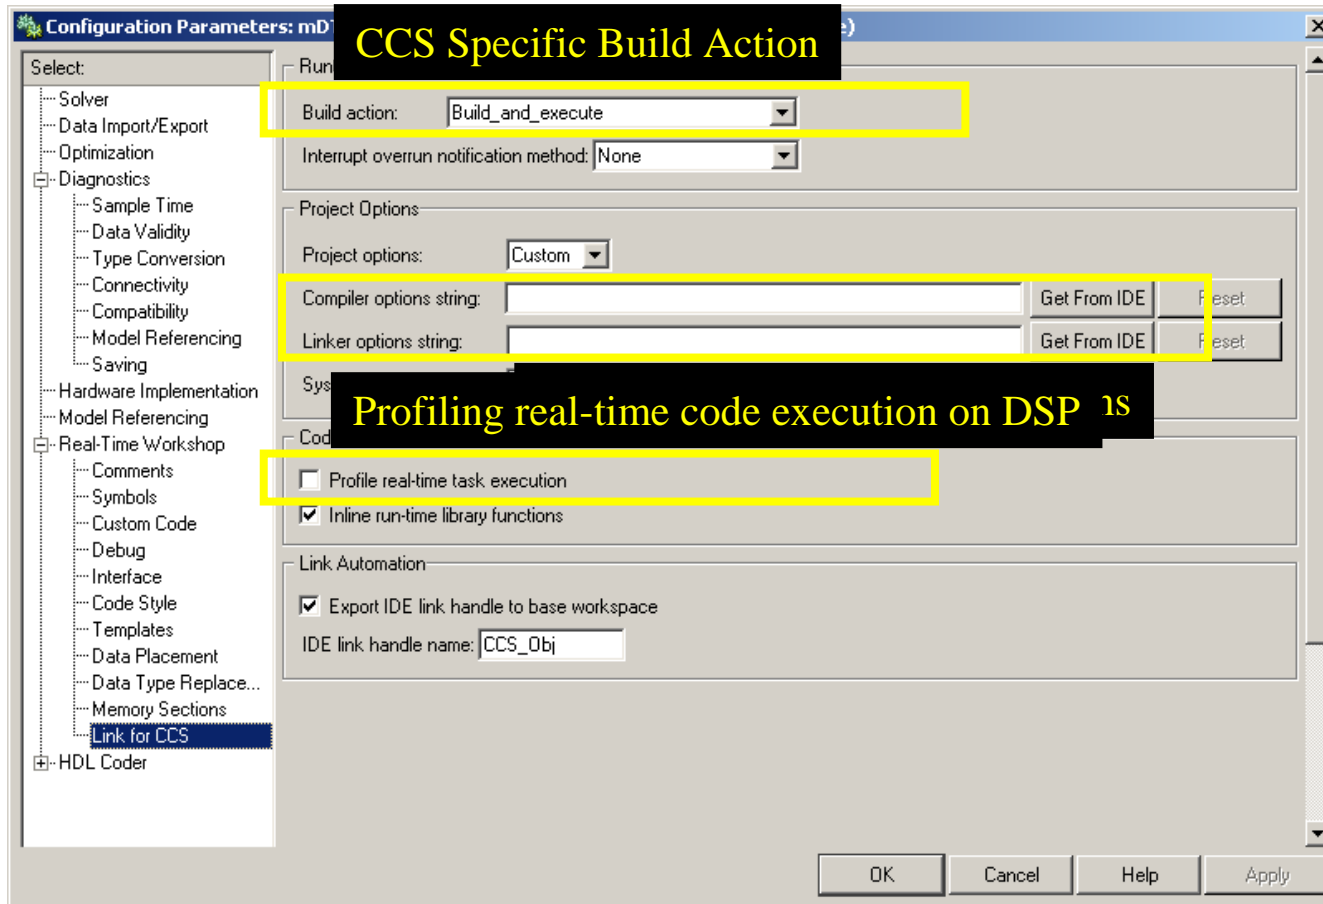 Configuration Parameters: mD
CCS Specific Build Action
Select:
Solver
Data Import/Export
Optimization
Diagnostics
Sample Time
Data Validity
Type Conversion
Connectivity
Compatibility
Model Referencing
Saving
Hardware Implementation
Model Referencing
Real-Time Workshop
Comments
Symbols
Custom Code
Debug
Interface
Code Style
Templates
Data Placement
Data Type Replace...
Memory Sections
Link for CCS
HDL Coder
Run
Build action: Build_and_execute
Interrupt overrun notification method: None
Project Options
Project options: Custom
Compiler options string: Get From IDE Reset
Linker options string: Get From IDE Reset
Sys
Profiling real-time code execution on DSP
Cod
Profile real-time task execution
Inline run-time library functions
Link Automation
Export IDE link handle to base workspace
IDE link handle name: CCS_Obj
OK Cancel Help Apply